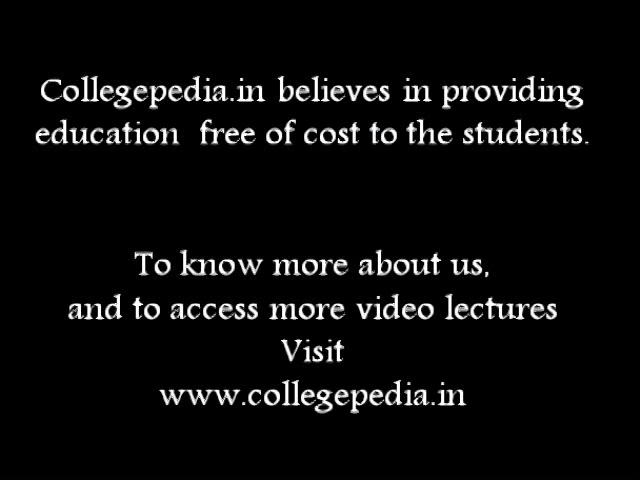 Collegepedia.in believes in providing
education free of cost to the students.
To know more about us,
and to access more video lectures
Visit
www.collegepedia.in